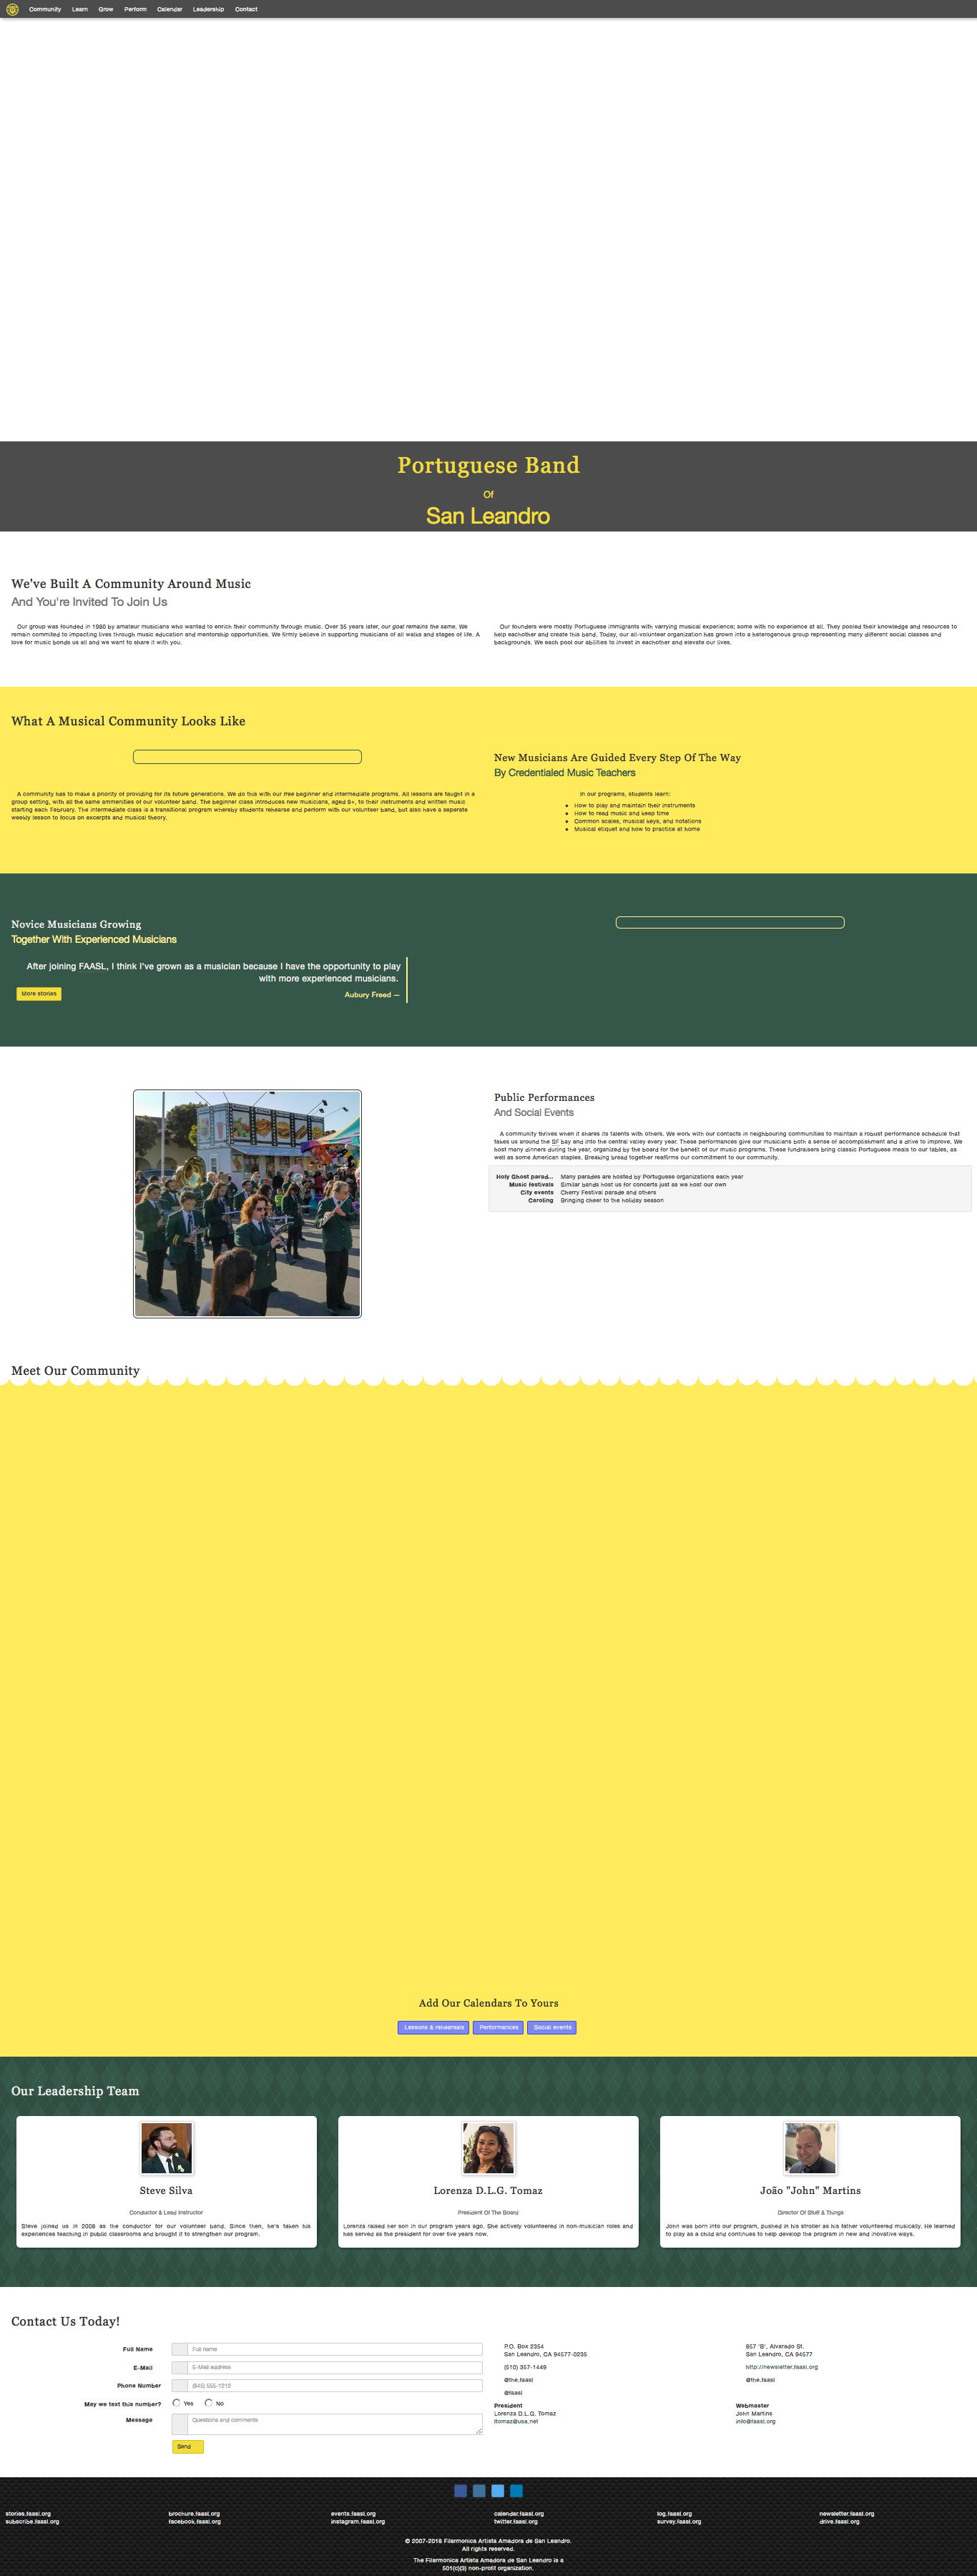 Community Learn Grow Perform Calendar Leadership Contact
Portuguese Band
Of
San Leandro
We've Built A Community Around Music
And You're Invited To Join Us
Our group was founded in 1980 by amateur musicians who wanted to enrich their community through music. Over 35 years later, our goal remains the same. We
remain commited to impacting lives through music education and mentorship opportunities. We firmly believe in supporting musicians of all walks and stages of life. A
love for music bonds us all and we want to share it with you.
Our founders were mostly Portuguese immigrants with varying musical experience; some with no experience at all. They pooled their knowledge and resources to
help eachother and create this band. Today, our all-volunteer organization has grown into a heterogenous group representing many different social classes and
backgrounds. We each pool our abilities to invest in eachother and elevate our lives.
What A Musical Community Looks Like
A community has to make a priority of providing for its future generations. We do this with our free beginner and intermediate programs. All lessons are taught in a
group setting, with all the same ammenities of our volunteer band. The beginner class introduces new musicians, aged 8+, to their instruments and written music
starting each February. The intermediate class is a transitional program whereby students rehearse and perform with our volunteer band, but also have a seperate
weekly lesson to focus on excerpts and musical theory.
New Musicians Are Guided Every Step Of The Way
By Credentialed Music Teachers
In our programs, students learn:
How to play and maintain their instruments
How to read music and keep time
Common scales, musical keys, and notations
Musical etiquet and how to practice at home
Novice Musicians Growing
Together With Experienced Musicians
After joining FAASL, I think I've grown as a musician because I have the opportunity to play
with more experienced musicians.
Aubury Freed —
More stories
Public Performances
And Social Events
A community thrives when it shares its talents with others. We work with our contacts in neighbouring communities to maintain a robust performance schedule that
takes us around the SF bay and into the central valley every year. These performances give our musicians both a sense of accomplishment and a drive to improve. We
host many dinners during the year, organized by the board for the benefit of our music programs. These fundraisers bring classic Portuguese meals to our tables, as
well as some American staples. Breaking bread together reaffirms our commitment to our community.
Holy Ghost parad... Many parades are hosted by Portuguese organizations each year
Music festivals Similar bands host us for concerts just as we host our own
City events Cherry Festival parade and others
Caroling Bringing cheer to the holiday season
Meet Our Community
Add Our Calendars To Yours
Lessons & rehearsals Performances Social events
Our Leadership Team
Steve Silva
Conductor & Lead Instructor
Steve joined us in 2008 as the conductor for our volunteer band. Since then, he's taken his
experiences teaching in public classrooms and brought it to strengthen our program.
Lorenza D.L.G. Tomaz
President Of The Board
Lorenza raised her son in our program years ago. She actively volunteered in non-musician roles and
has served as the president for over five years now.
João "John" Martins
Director Of Stuff & Things
John was born into our program, pushed in his stroller as his father volunteered musically. He learned
to play as a child and continues to help develop the program in new and inovative ways.
Contact Us Today!
Full Name Full name
E-Mail E-Mail address
Phone Number (945) 555-1212
May we text this number? Yes No
Message Questions and comments
Send
P.O. Box 2354
San Leandro, CA 94577-0235
(510) 357-1449
@the.faasl
@faasl
President
Lorenza D.L.G. Tomaz
ltomaz@usa.net
857 'B', Alvarado St.
San Leandro, CA 94577
http://newsletter.faasl.org
@the.faasl
Webmaster
John Martins
info@faasl.org
stories.faasl.org brochure.faasl.org events.faasl.org calendar.faasl.org log.faasl.org newsletter.faasl.org
subscribe.faasl.org facebook.faasl.org instagram.faasl.org twitter.faasl.org survey.faasl.org drive.faasl.org
© 2007-2018 Filarmonica Artista Amadora de San Leandro.
All rights reserved.
The Filarmonica Artista Amadora de San Leandro is a
501(c)(3) non-profit organization.